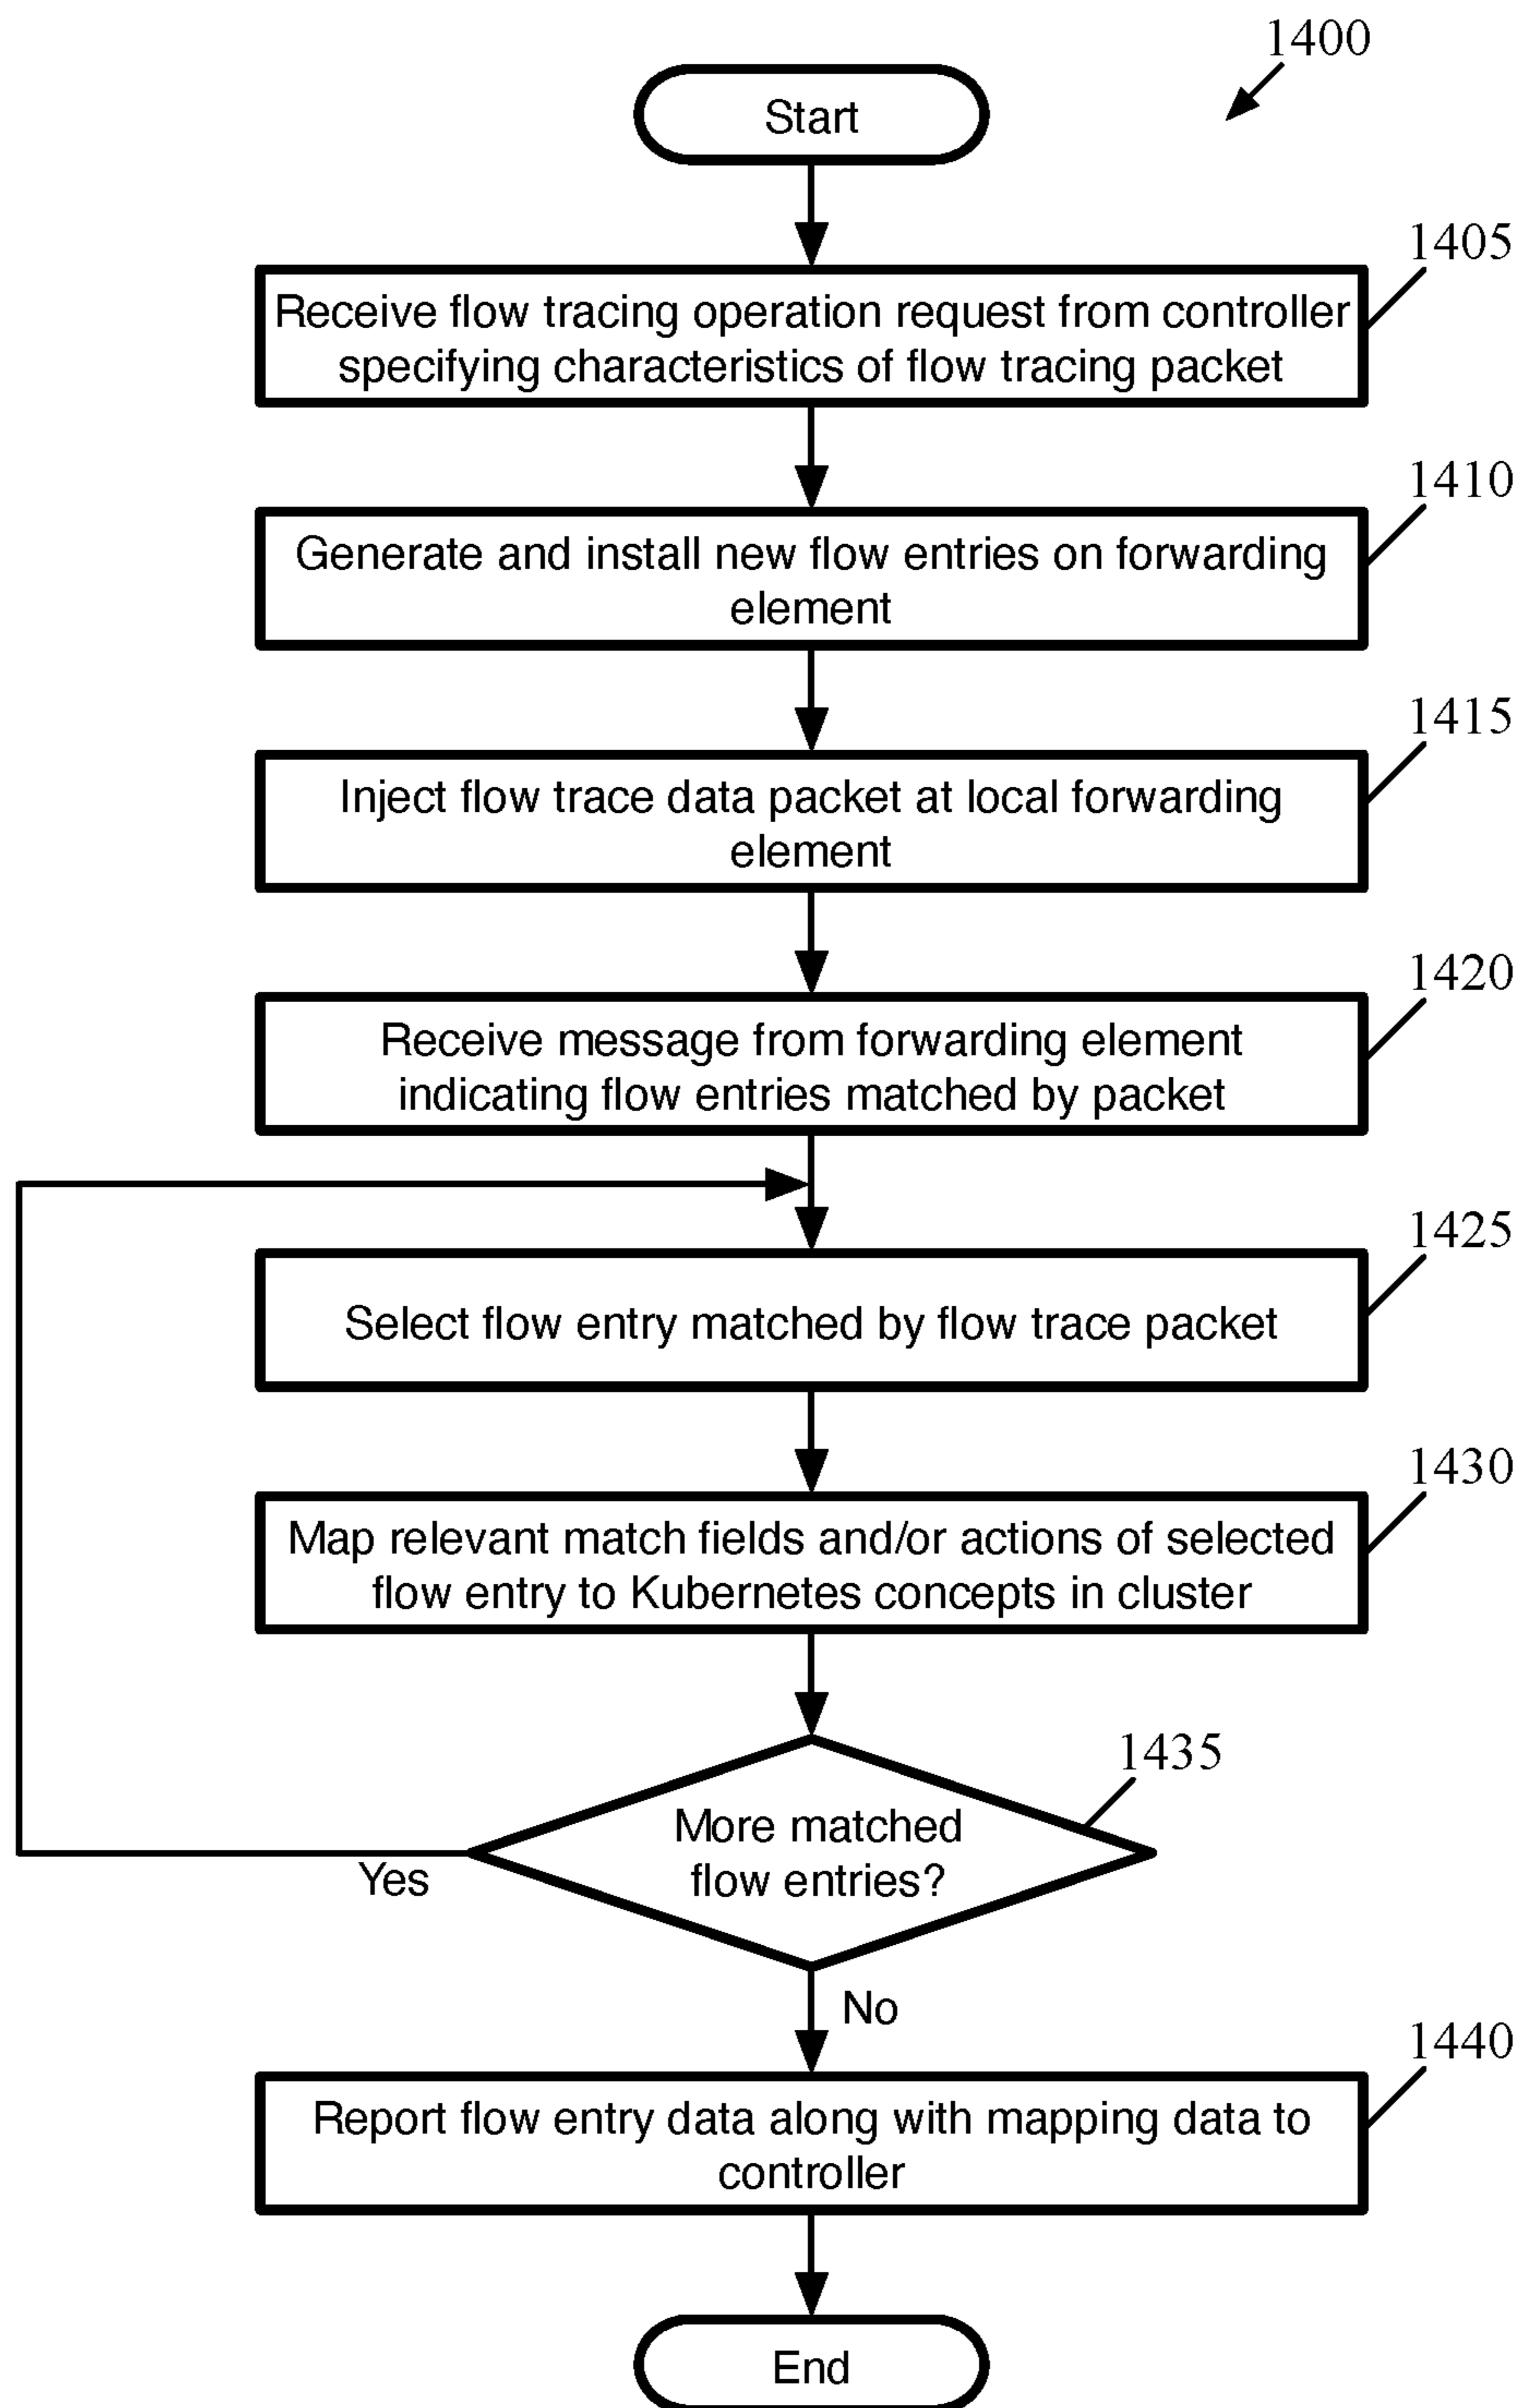 1400
Start
1405
Receive flow tracing operation request from controller
specifying characteristics of flow tracing packet
1410
Generate and install new flow entries on forwarding
element
1415
Inject flow trace data packet at local forwarding
element
1420
Receive message from forwarding element
indicating flow entries matched by packet
1425
Select flow entry matched by flow trace packet
1430
Map relevant match fields and/or actions of selected
flow entry to Kubernetes concepts in cluster
1435
More matched
flow entries?
Yes
No
1440
Report flow entry data along with mapping data to
controller
End